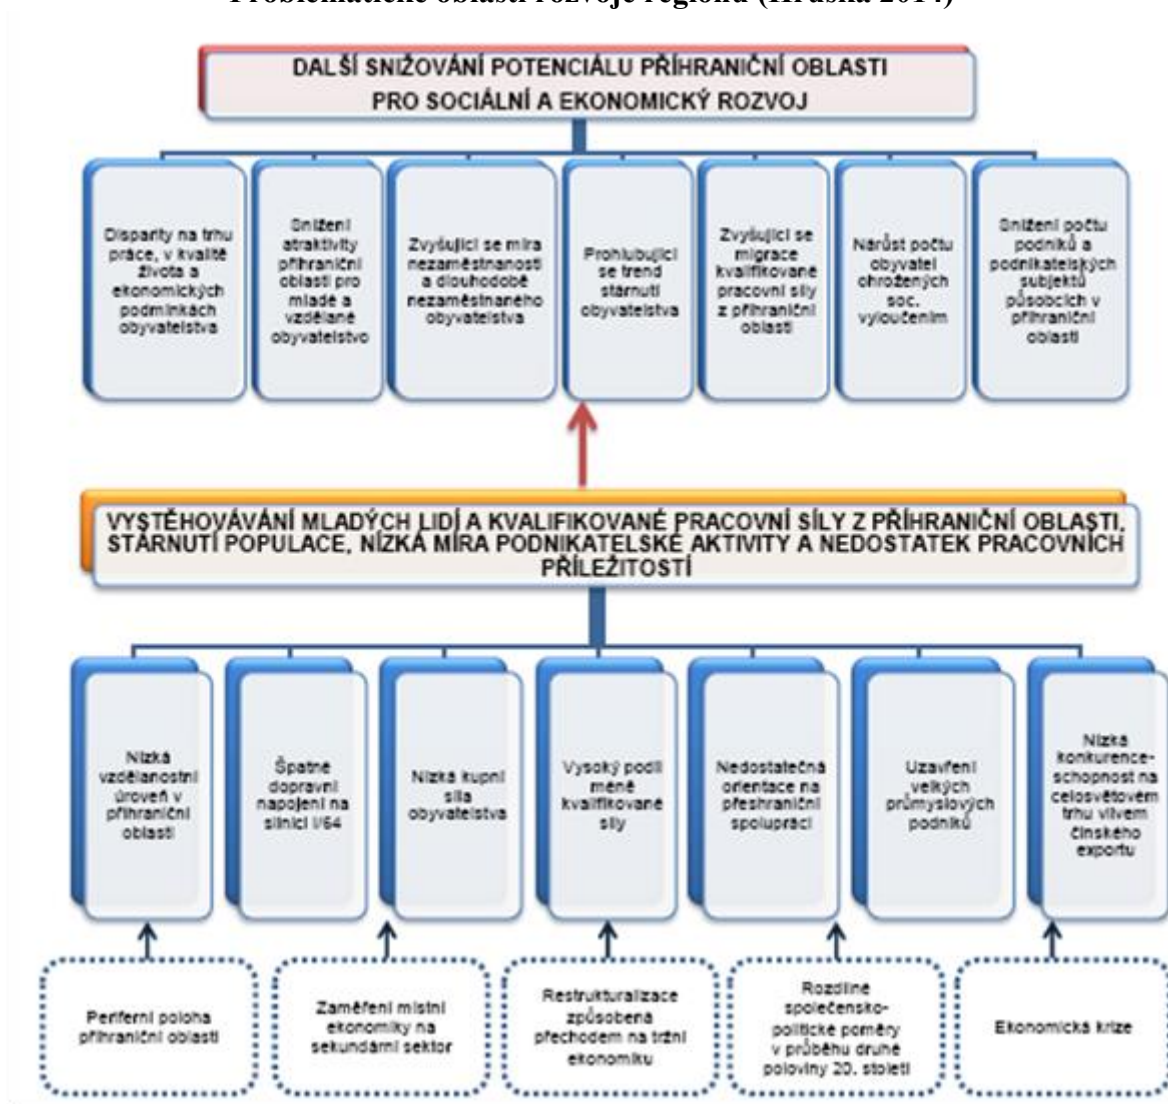 Problematické oblasti rozvoje regionu (Hruška 2014)
DALŠÍ SNIŽOVÁNÍ POTENCIÁLU PŘÍHRANIČNÍ OBLASTI
PRO SOCIÁLNÍ A EKONOMICKÝ ROZVOJ
Disparity na trhu
práce, v kvalitě
života a
ekonomických
podmínkách
obyvatelstva
Snížení
atraktivity
příhraniční
oblasti pro
mladé a
vzdělané
obyvatelstvo
Zvyšující se míra
nezaměstnanosti
a dlouhodobě
nezaměstnaného
obyvatelstva
Prohlubující
se trend
stárnutí
obyvatelstva
Zvyšující se
migrace
kvalifikované
pracovní síly
z příhraniční
oblasti
Nárůst počtu
obyvatel
ohrožených
soc.
vyloučením
Snížení počtu
podniků a
podnikatelských
subjektů
působcích v
příhraniční
oblasti
VYSTĚHOVÁVÁNÍ MLADÝCH LIDÍ A KVALIFIKOVANÉ PRACOVNÍ SÍLY Z PŘÍHRANIČNÍ OBLASTI,
STÁRNUTÍ POPULACE, NÍZKÁ MÍRA PODNIKATELSKÉ AKTIVITY A NEDOSTATEK PRACOVNÍCH
PŘÍLEŽITOSTÍ
Nízká
vzdělanostní
úroveň v
příhraniční
oblasti
Špatné
dopravní
napojení na
silnici I/64
Nízká kupní
síla
obyvatelstva
Vysoký podíl
méně
kvalifikované
síly
Nedostatečná
orientace na
přeshraniční
spolupráci
Uzavření
velkých
průmyslových
podniků
Nízká
konkurence-
schopnost na
celosvětovém
trhu vlivem
čínského
exportu
Periferní poloha
příhraniční oblasti
Zaměření místní
ekonomiky na
sekundární sektor
Restrukturalizace
způsobená
přechodem na tržní
ekonomiku
Rozdílné
společensko-
politické poměry
v průběhu druhé
poloviny 20. století
Ekonomická krize